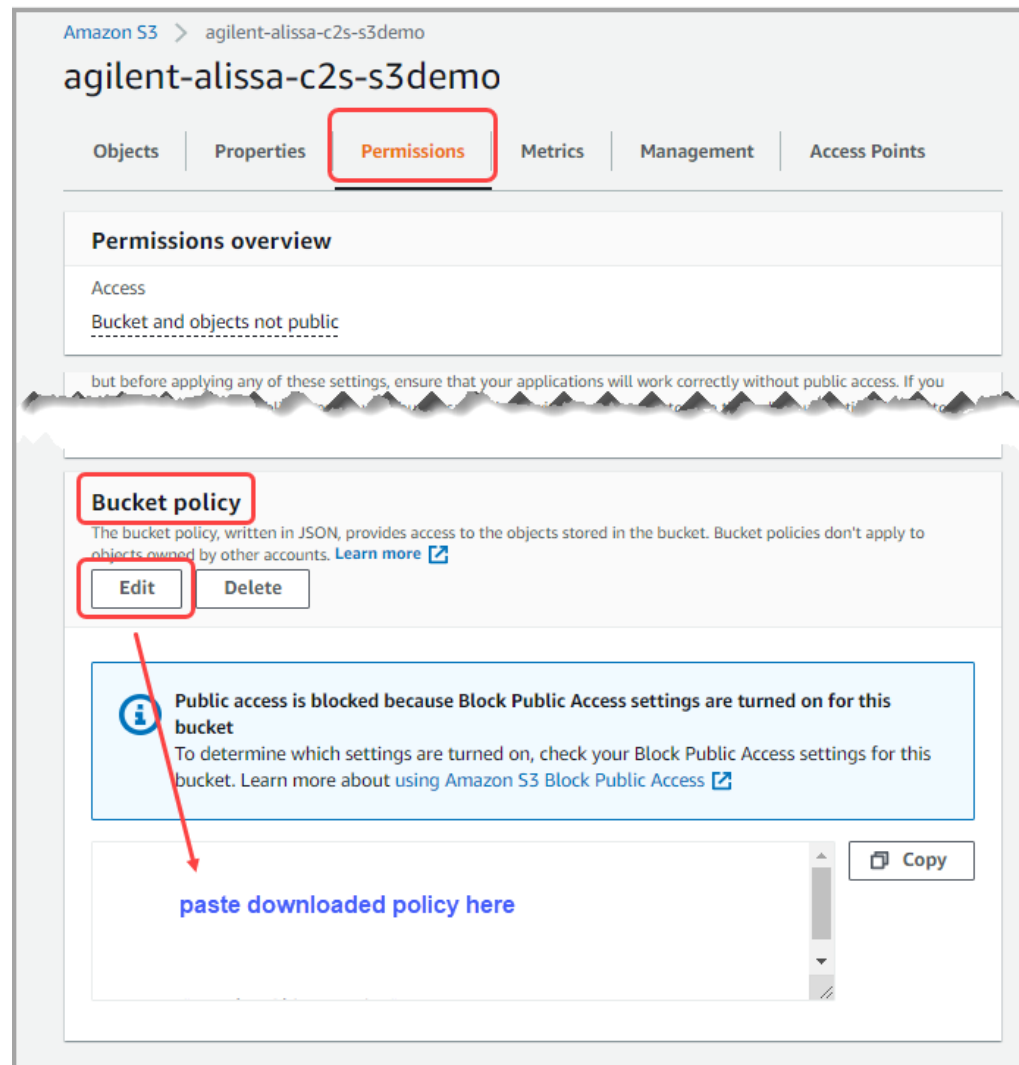 Amazon S3 > agilent-alissa-c2s-s3demo
agilent-alissa-c2s-s3demo
Objects Properties Permissions Metrics Management Access Points
Permissions overview
Access
Bucket and objects not public
but before applying any of these settings, ensure that your applications will work correctly without public access. If you
Bucket policy
The bucket policy, written in JSON, provides access to the objects stored in the bucket. Bucket policies don't apply to
objects owned by other accounts. Learn more
Edit Delete
Public access is blocked because Block Public Access settings are turned on for this
bucket
To determine which settings are turned on, check your Block Public Access settings for this
bucket. Learn more about using Amazon S3 Block Public Access
Copy
paste downloaded policy here